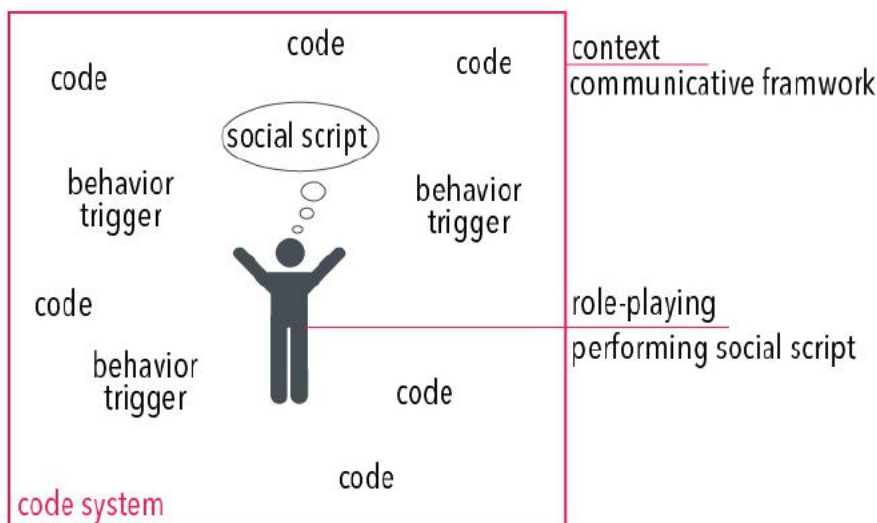 code
code
code
social script
behavior
trigger
behavior
trigger
code
behavior
trigger
code
code
code system
context
communicative framwork
role-playing
performing social script